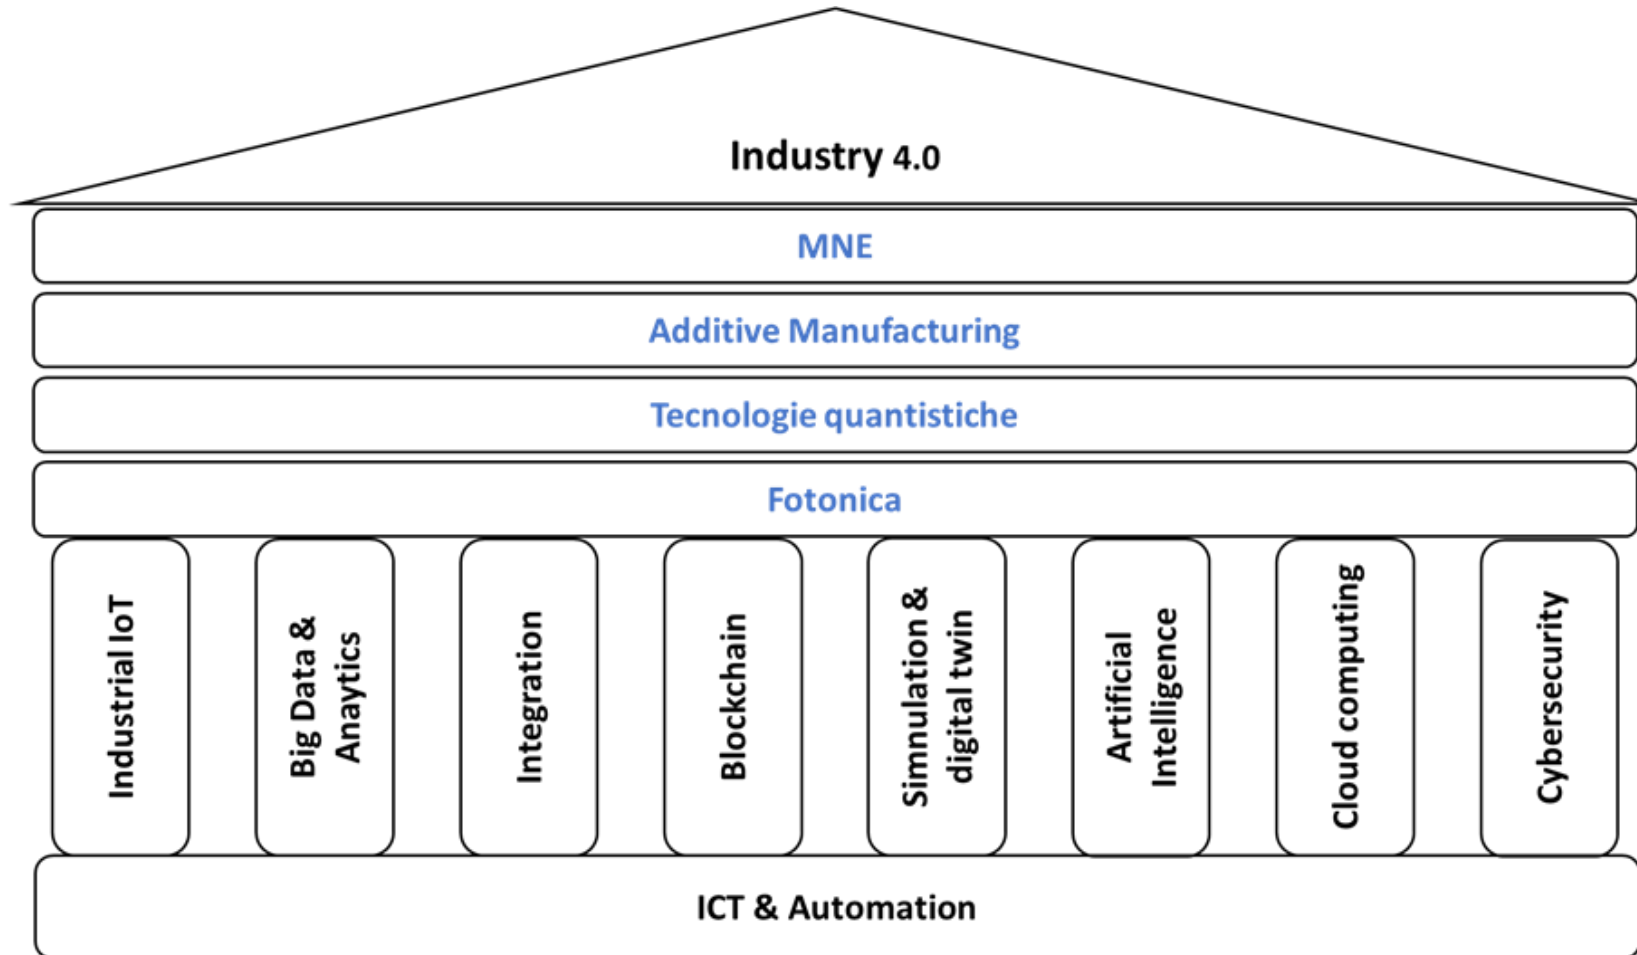 Industry 4.0
MNE
Additive Manufacturing
Tecnologie quantistiche
Fotonica
Industrial IoT
Big Data &
Anaytics
Integration
Blockchain
Simnulation &
digital twin
Artificial
Intelligence
Cloud computing
Cybersecurity
ICT & Automation